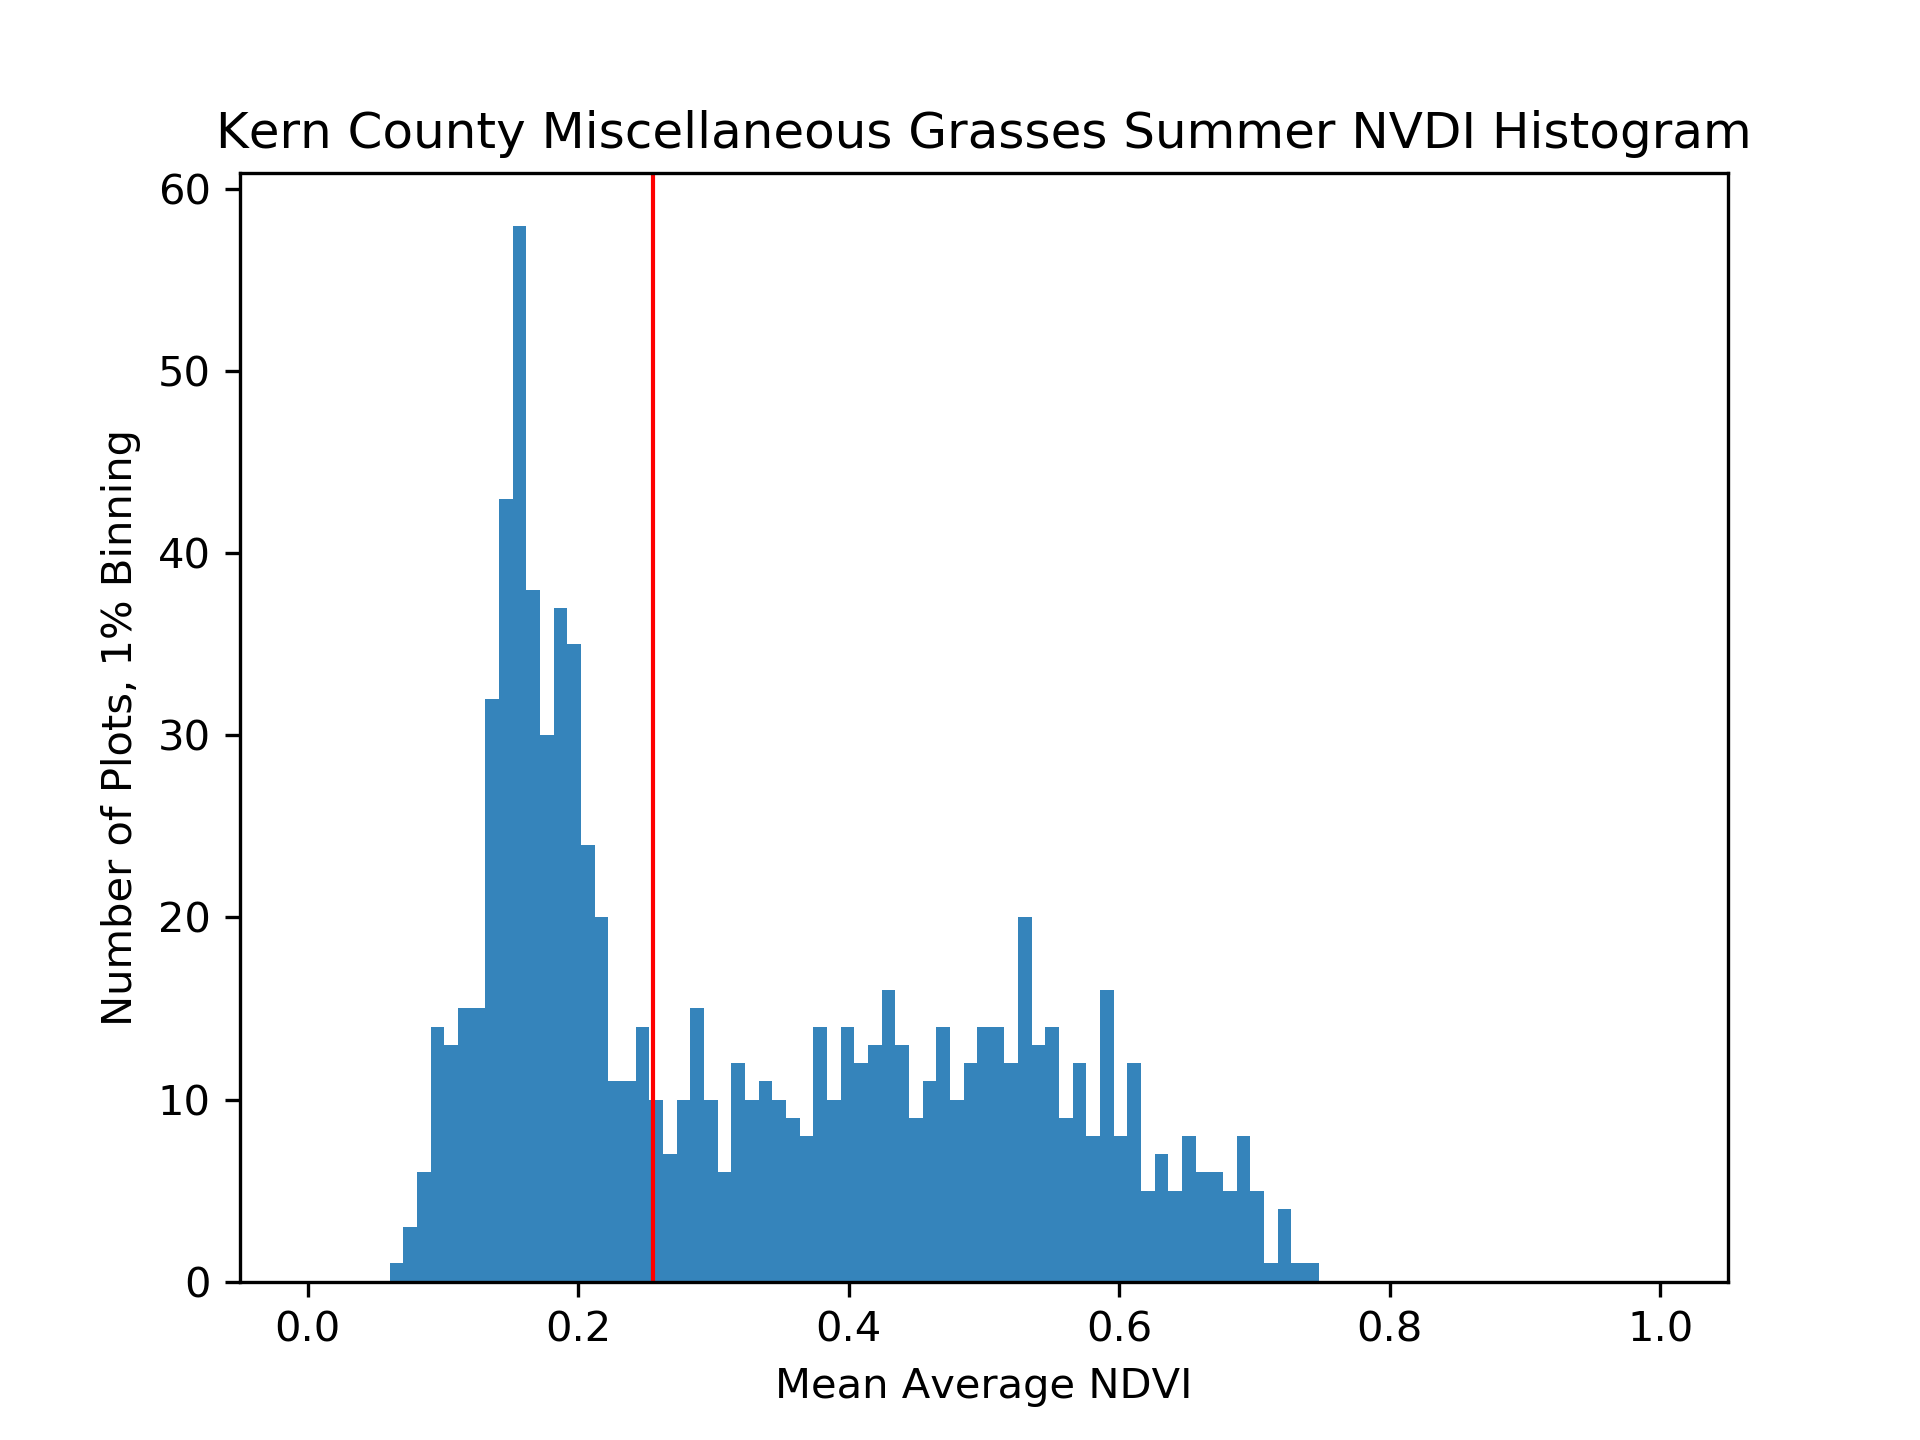 Kern County Miscellaneous Grasses Summer NVDI Histogram
60
50
40
30
20
10
0
Number of Plots, 1% Binning
0.0 0.2 0.4 0.6 0.8 1.0
Mean Average NDVI